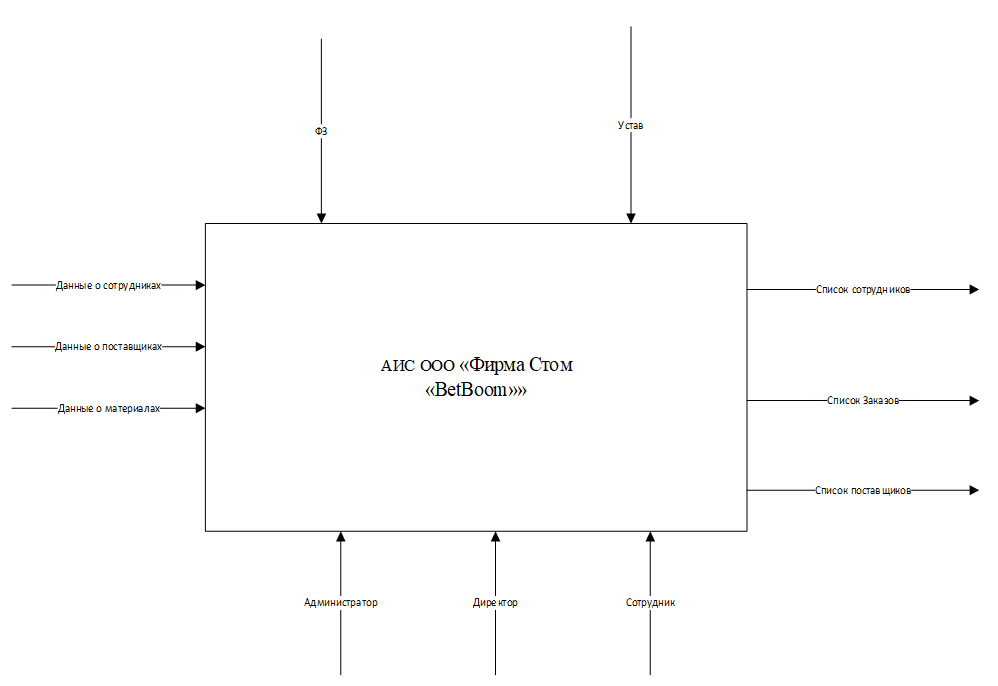 ФЗ
Устав
Данные о сотрудниках
Данные о поставщиках
Данные о материалах
АИС ООО «Фирма Стом
«BetBoom»»
Список сотрудников
Список Заказов
Список поставщиков
Администратор
Директор
Сотрудник